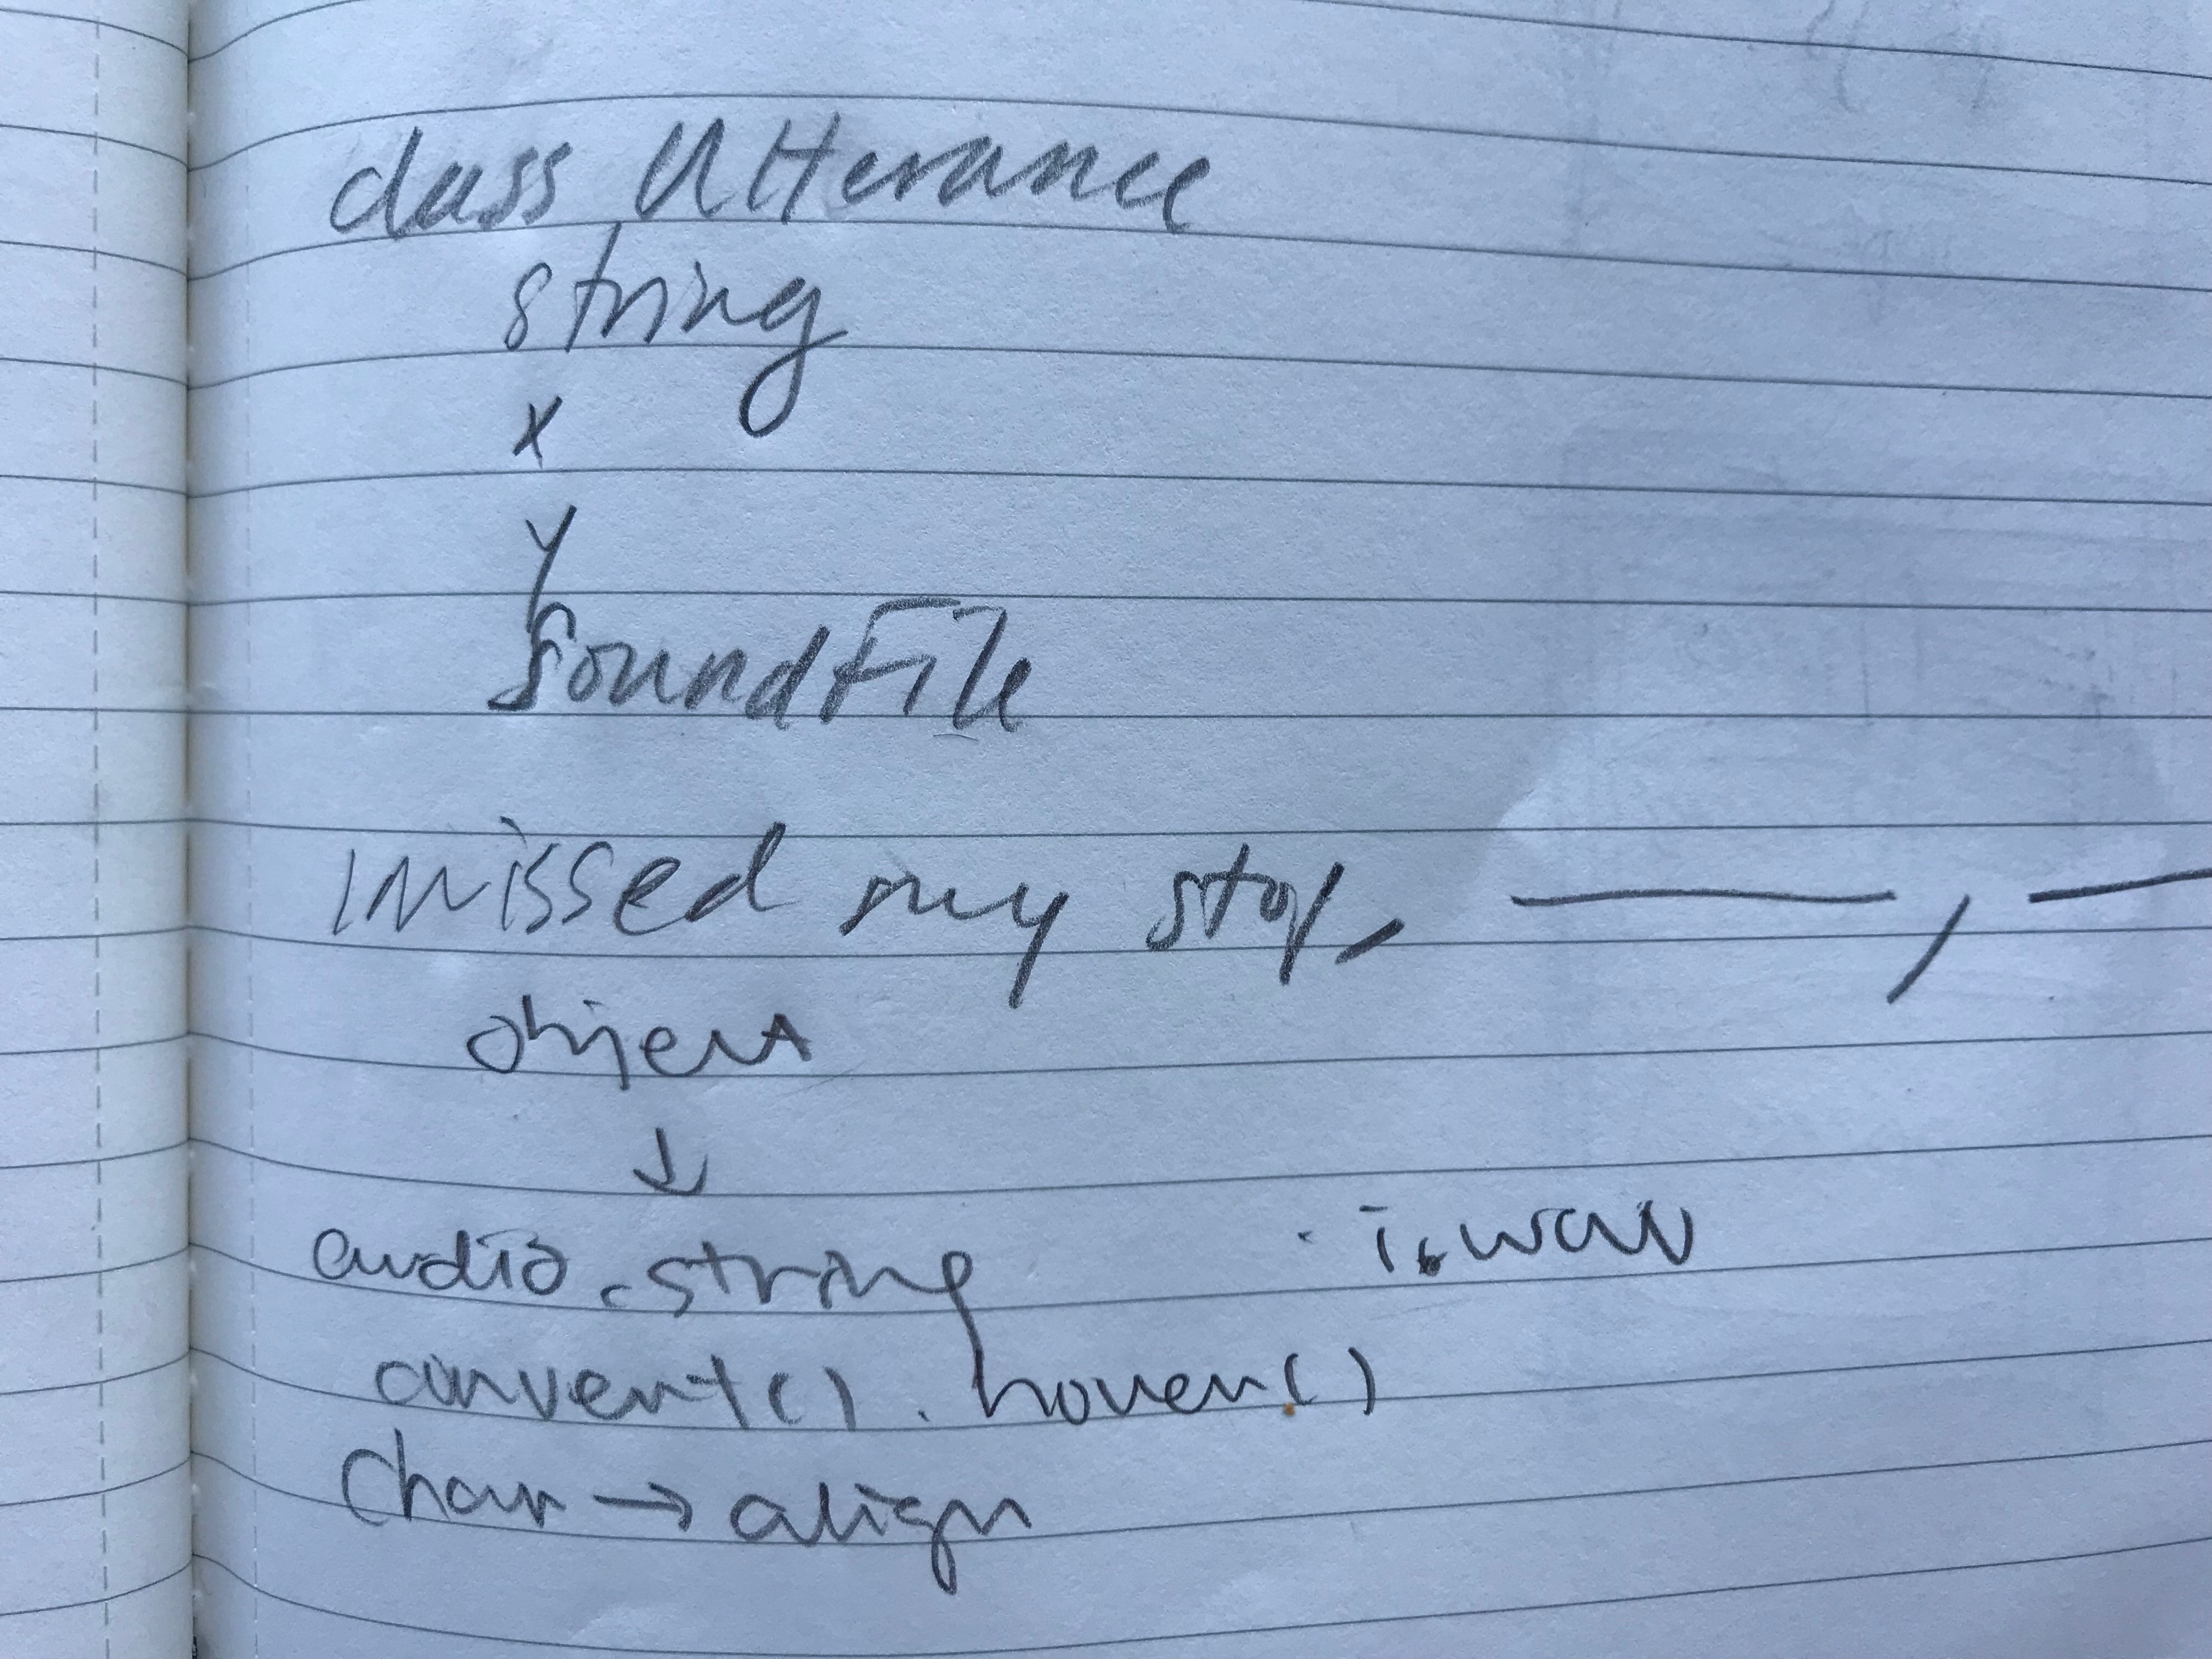 class Utterance
string
x
y
SoundFile
I missed my stop, ———, —
object
↓
audio.string · i.wav
convert(). hover()
char → align